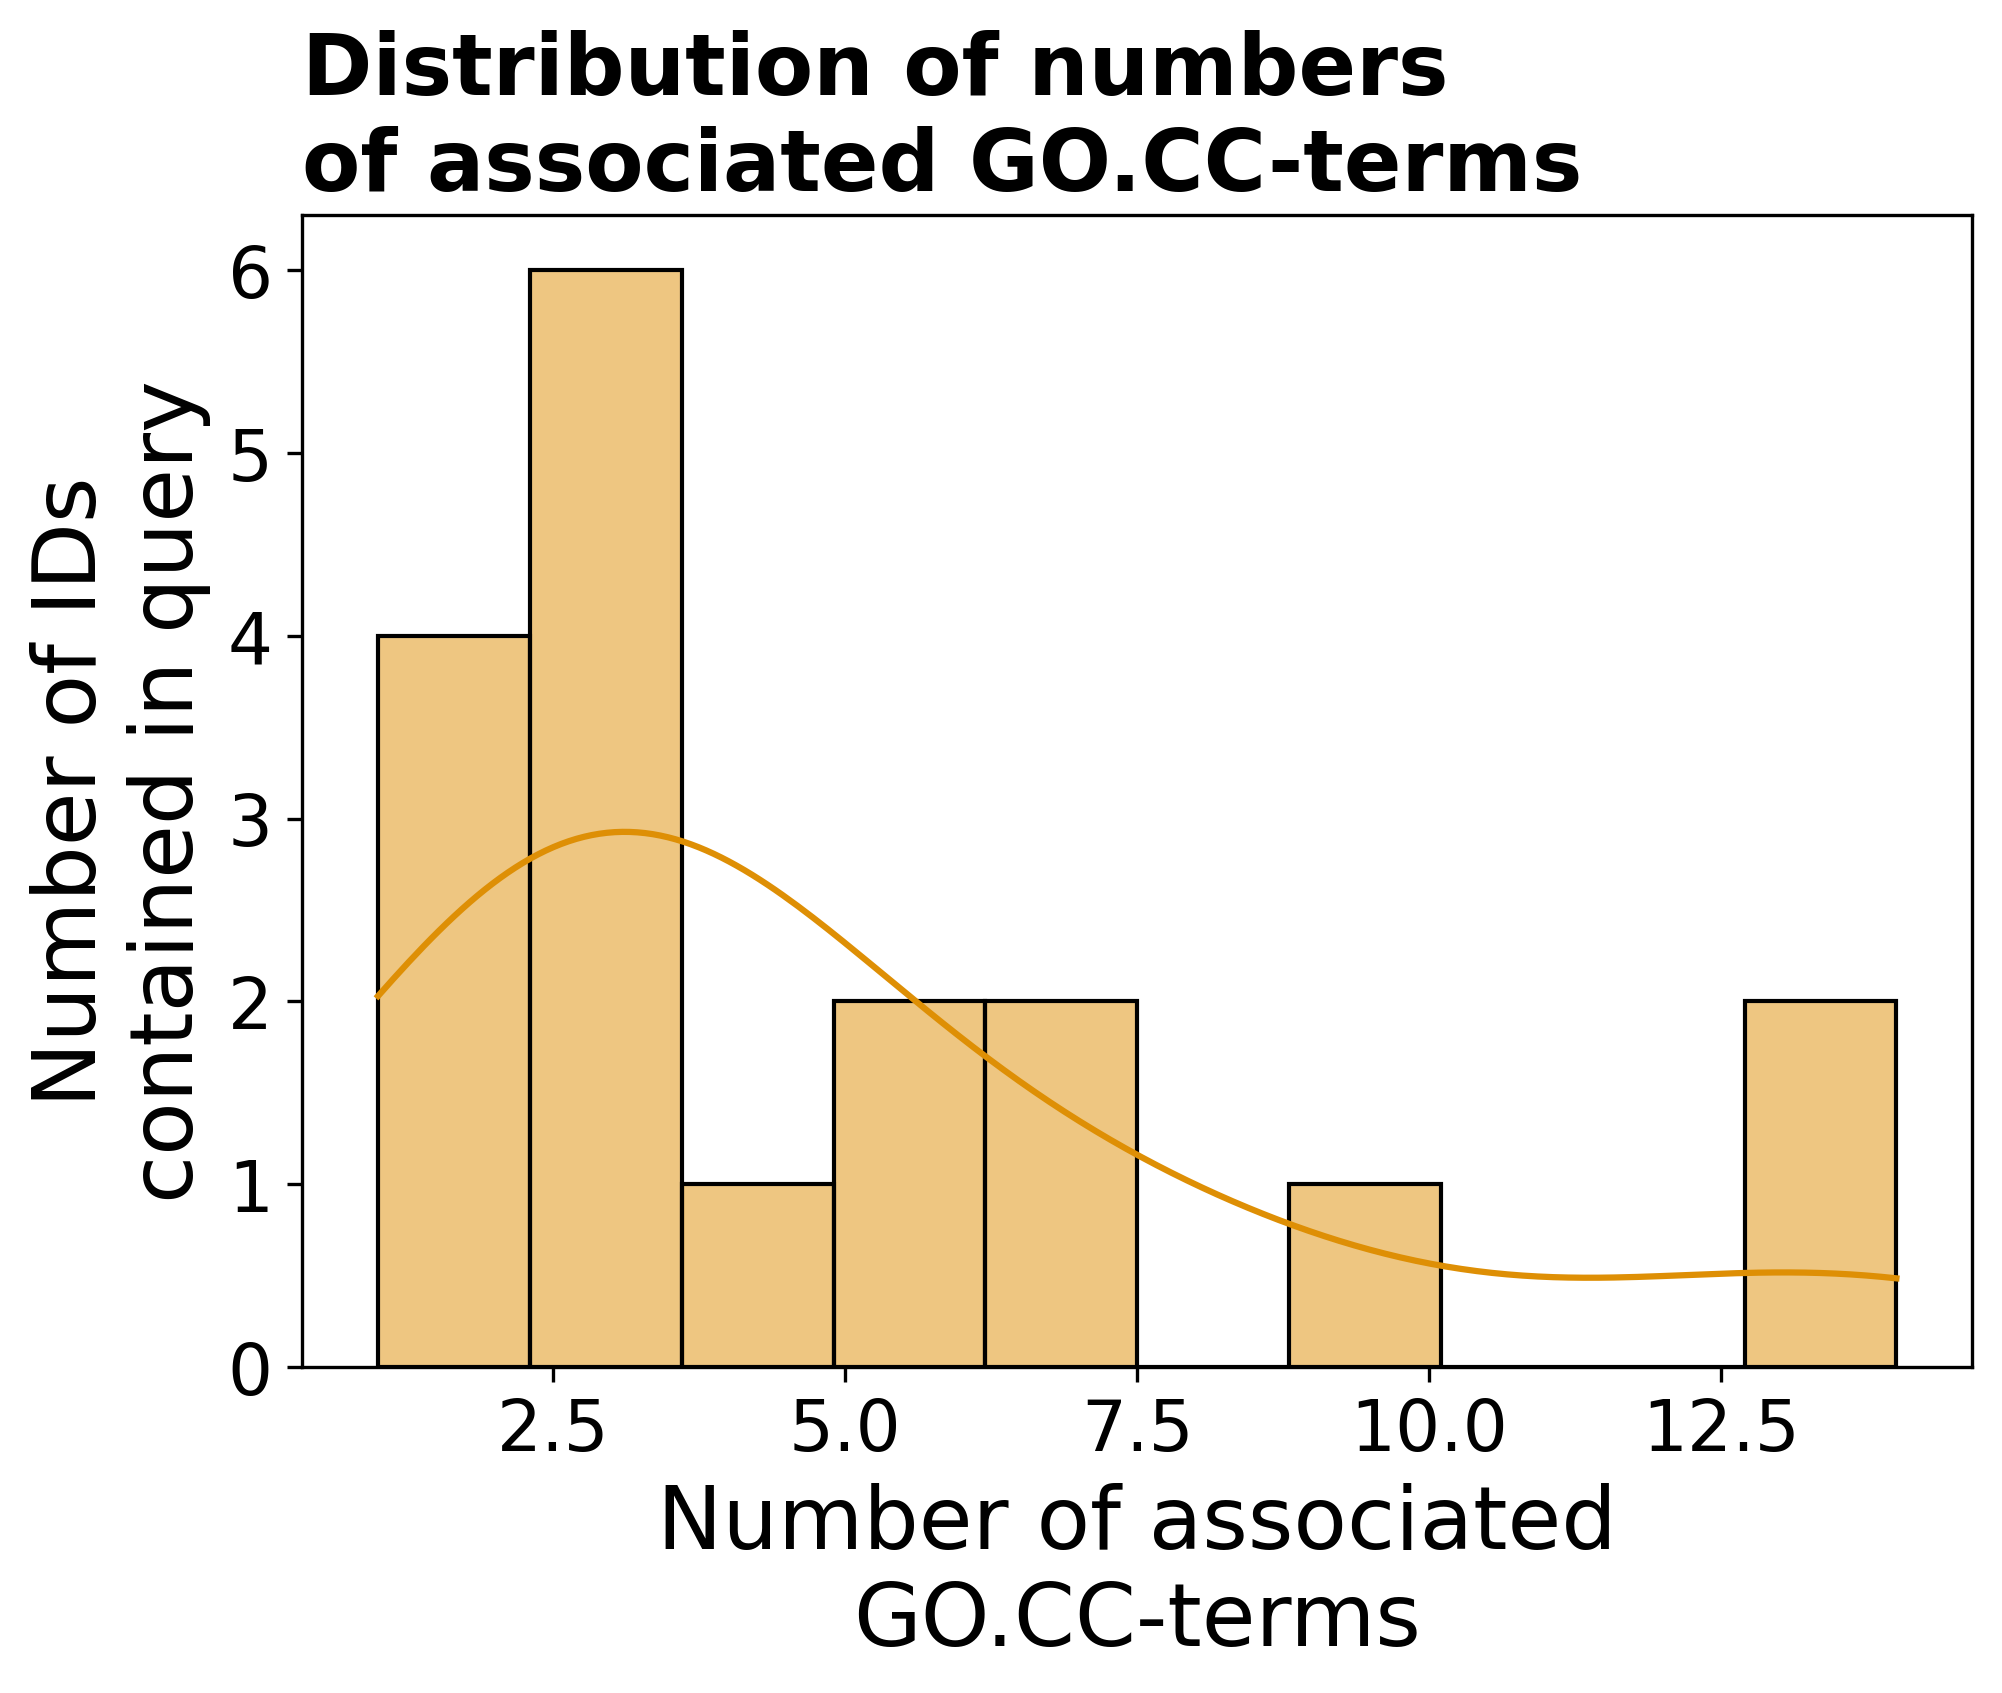 Distribution of numbers
of associated GO.CC-terms
Number of IDs
contained in query
6
5
4
3
2
1
0
2.5 5.0 7.5 10.0 12.5
Number of associated
GO.CC-terms